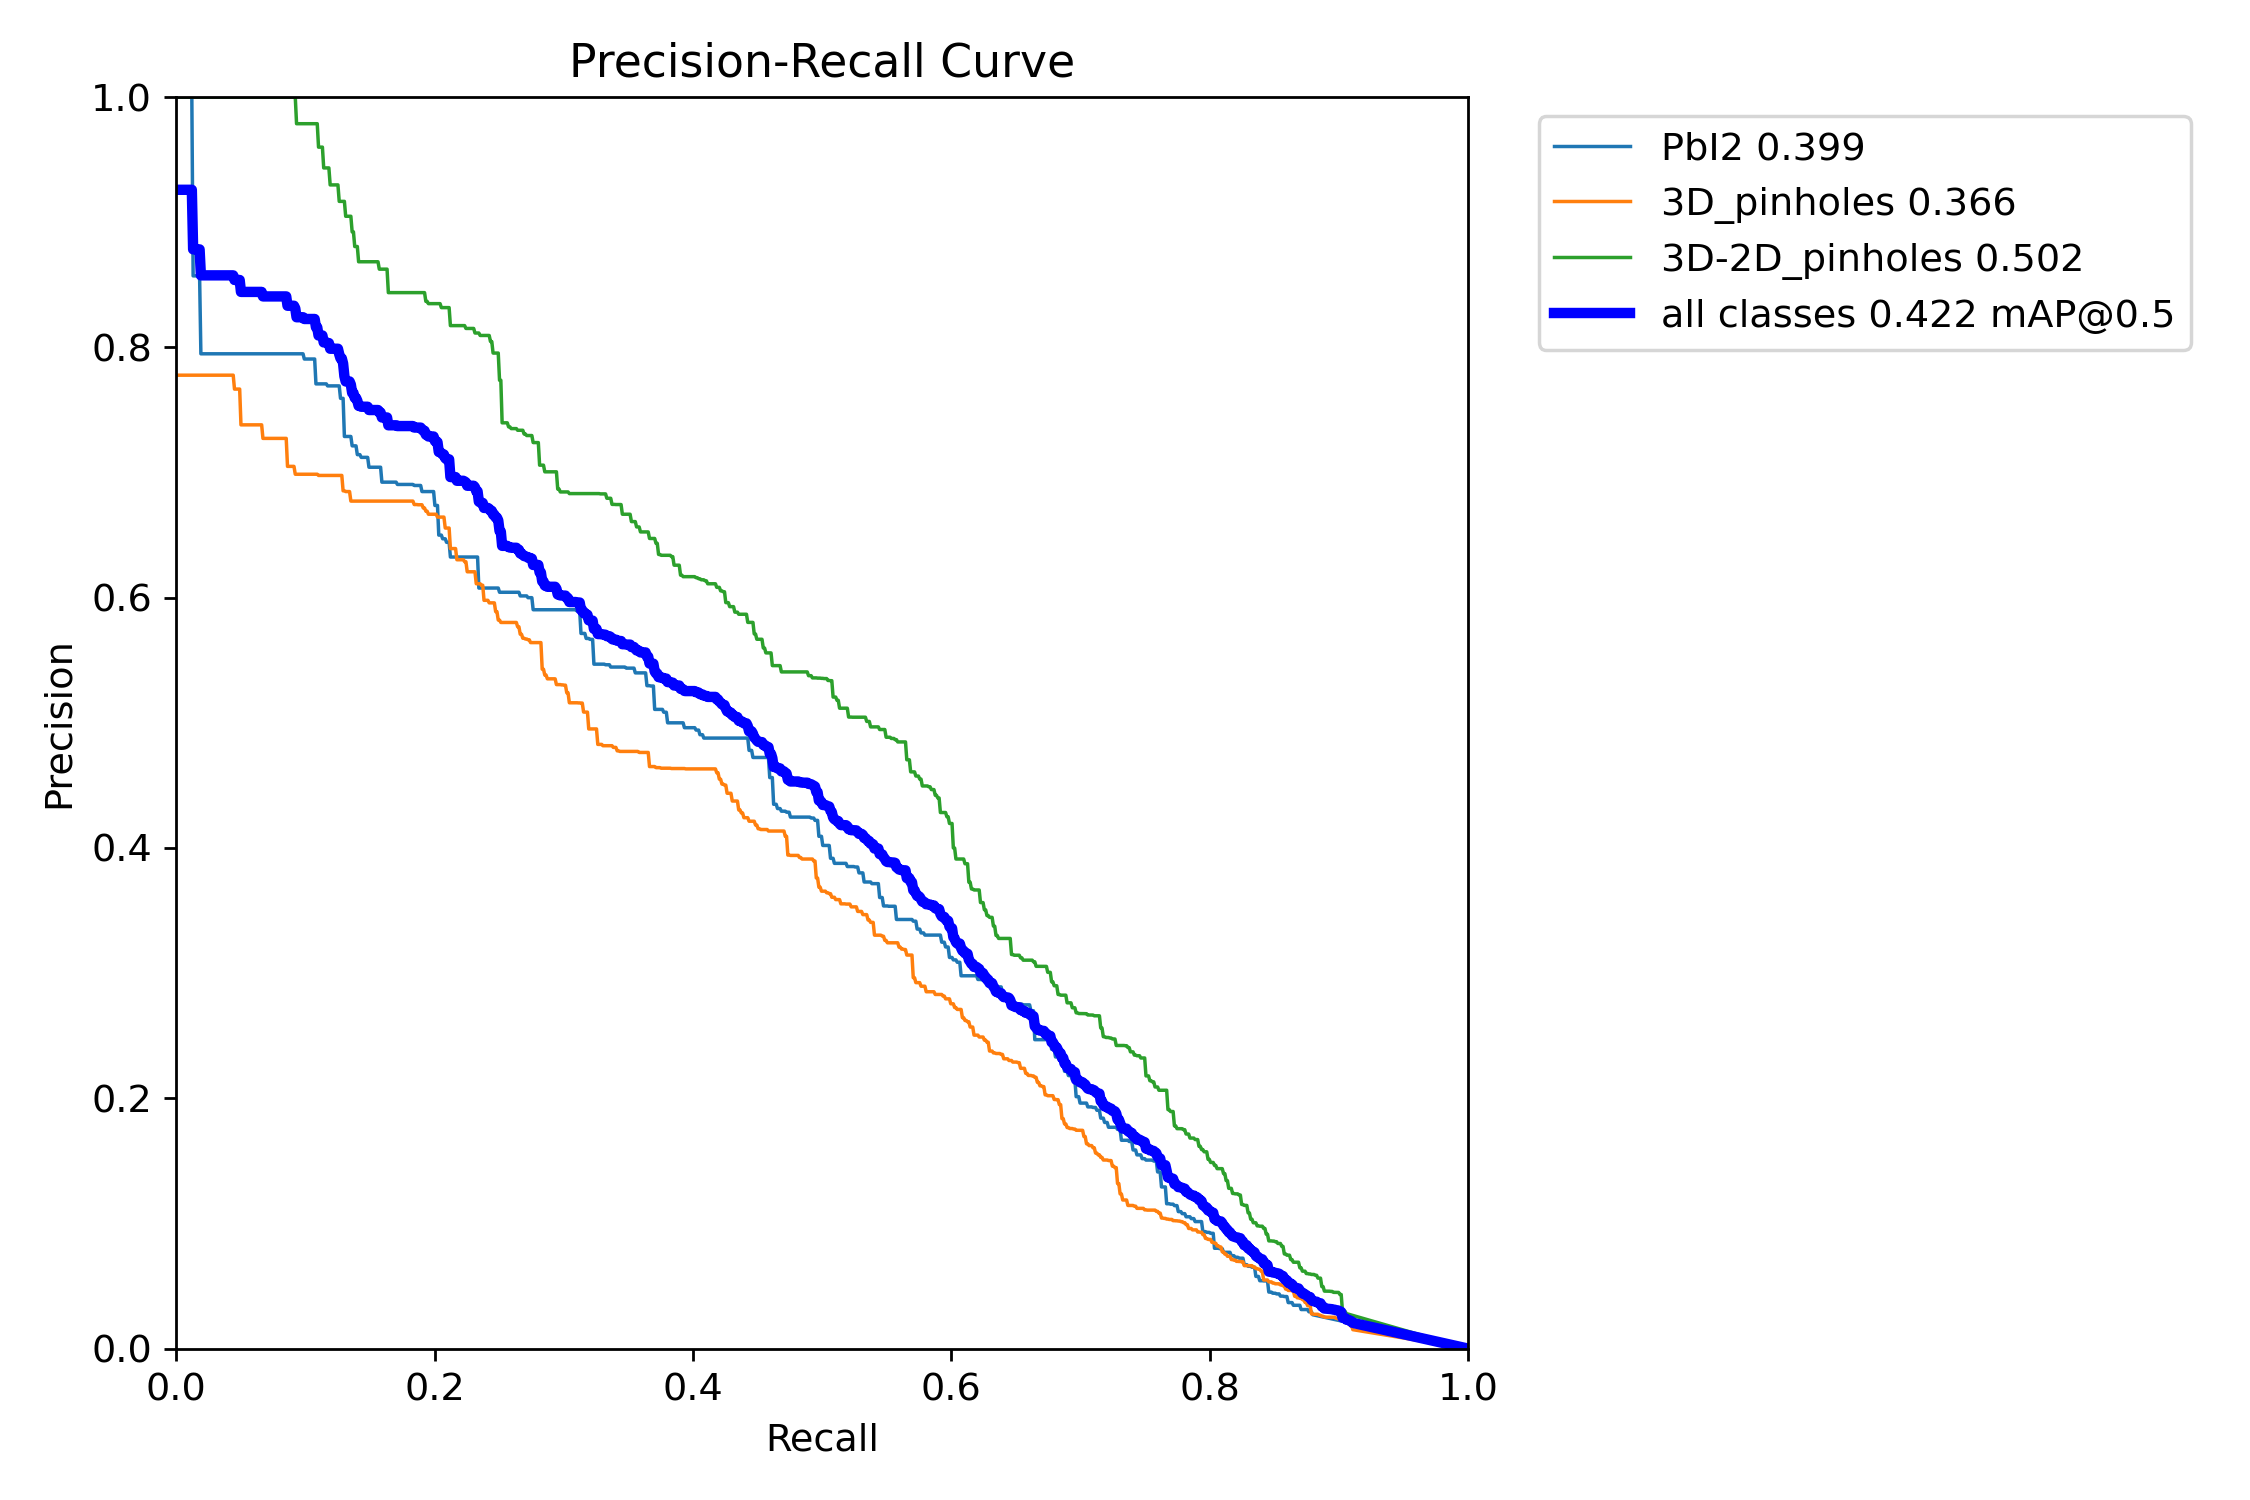 Precision-Recall Curve
1.0
0.8
0.6
0.4
0.2
0.0
Precision
0.0 0.2 0.4 0.6 0.8 1.0
Recall
PbI2 0.399
3D_pinholes 0.366
3D-2D_pinholes 0.502
all classes 0.422 mAP@0.5